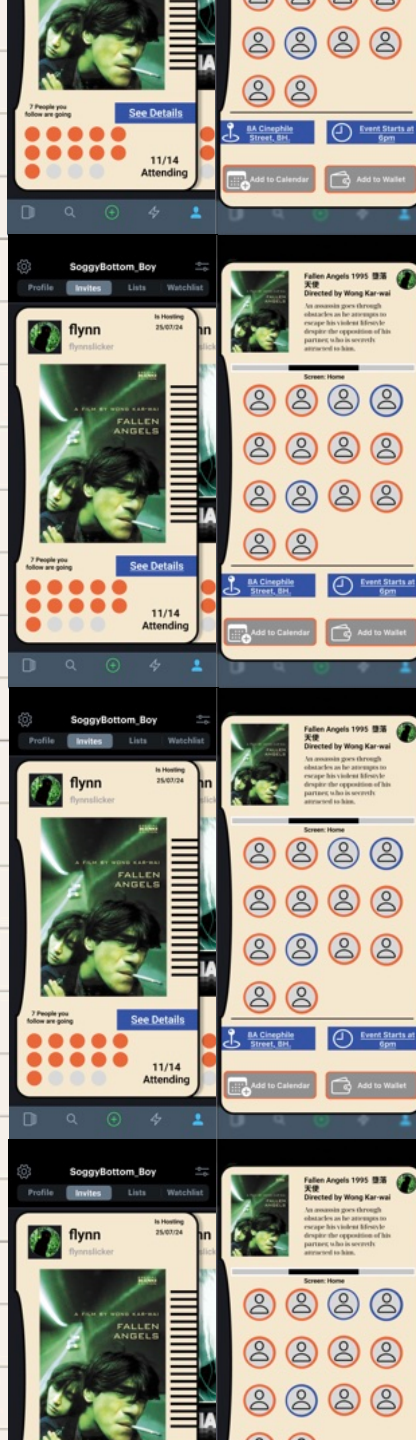 7 People you
follow are going
See Details
11/14
Attending
8A Cinephile
Street, BH.
Event Starts at
6pm
Add to Calendar
Add to Wallet
SoggyBottom_Boy
Profile
Invites
Lists
Watchlist
flynn
flynnslicker
Is Hosting
25/07/24
A FILM BY WONG KAR-WAI
FALLEN
ANGELS
7 People you
follow are going
See Details
11/14
Attending
Fallen Angels 1995 墮落
天使
Directed by Wong Kar-wai
An assassin goes through
obstacles as he attempts to
escape his violent lifestyle
despite the opposition of his
partner, who is secretly
attracted to him.
Screen: Home
8A Cinephile
Street, BH.
Event Starts at
6pm
Add to Calendar
Add to Wallet
SoggyBottom_Boy
Profile
Invites
Lists
Watchlist
flynn
flynnslicker
Is Hosting
25/07/24
A FILM BY WONG KAR-WAI
FALLEN
ANGELS
7 People you
follow are going
See Details
11/14
Attending
Fallen Angels 1995 墮落
天使
Directed by Wong Kar-wai
An assassin goes through
obstacles as he attempts to
escape his violent lifestyle
despite the opposition of his
partner, who is secretly
attracted to him.
Screen: Home
8A Cinephile
Street, BH.
Event Starts at
6pm
Add to Calendar
Add to Wallet
SoggyBottom_Boy
Profile
Invites
Lists
Watchlist
flynn
flynnslicker
Is Hosting
25/07/24
A FILM BY WONG KAR-WAI
FALLEN
ANGELS
Fallen Angels 1995 墮落
天使
Directed by Wong Kar-wai
An assassin goes through
obstacles as he attempts to
escape his violent lifestyle
despite the opposition of his
partner, who is secretly
attracted to him.
Screen: Home